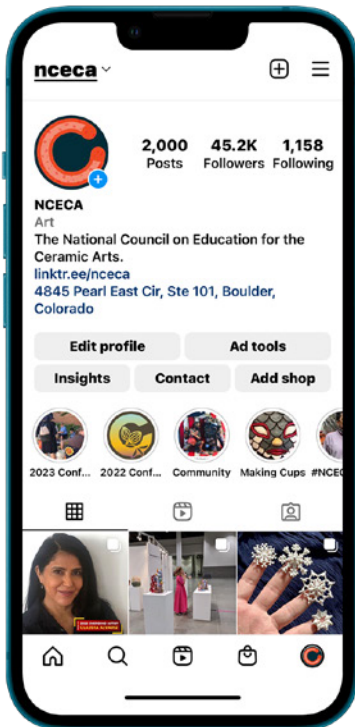 nceca
2,000 45.2K 1,158
Posts Followers Following
NCECA
Art
The National Council on Education for the
Ceramic Arts.
linktr.ee/nceca
4845 Pearl East Cir, Ste 101, Boulder,
Colorado
Edit profile Ad tools
Insights Contact Add shop
2023 Conf... 2022 Conf... Community Making Cups #NCEC